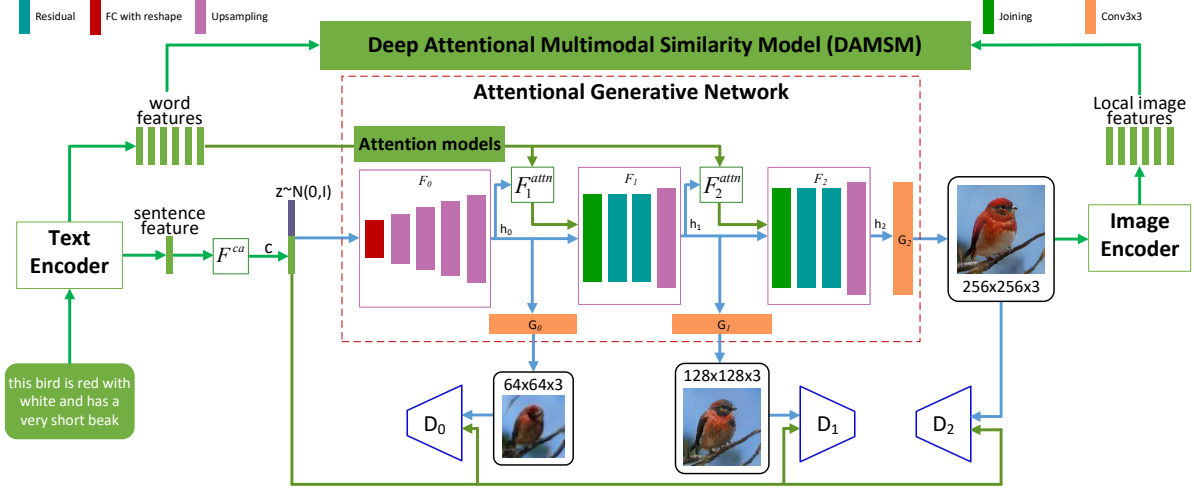 Residual
FC with reshape
Upsampling
Joining
Conv3x3
Deep Attentional Multimodal Similarity Model (DAMSM)
Attentional Generative Network
word
features
Local image
features
Attention models
z~N(0,I)
F₀
F₁ᵃᵗᵗⁿ
F₁
F₂ᵃᵗᵗⁿ
F₂
sentence
feature
Text
Encoder
Fᶜᵃ
c
h₀
h₁
h₂
G₂
256x256x3
Image
Encoder
G₀
G₁
this bird is red with
white and has a
very short beak
64x64x3
128x128x3
D₀
D₁
D₂